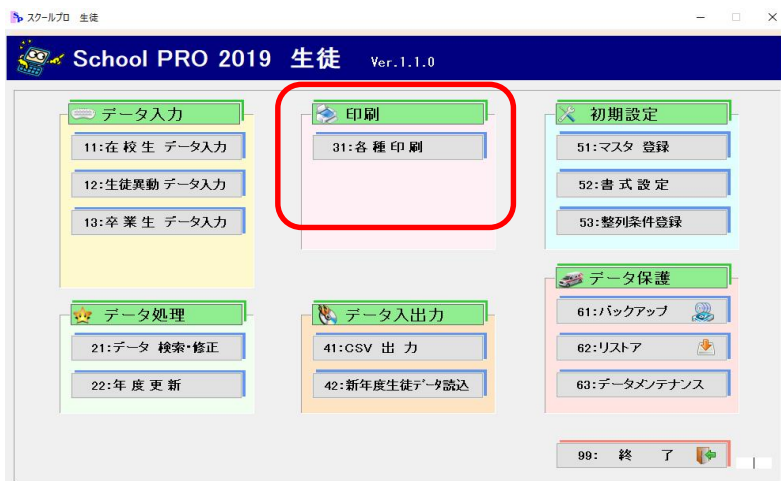 スクールプロ 生徒
School PRO 2019 生徒 Ver.1.1.0
データ入力
11:在校生 データ入力
12:生徒異動 データ入力
13:卒業生 データ入力
印刷
31:各種印刷
初期設定
51:マスタ 登録
52:書式設定
53:整列条件登録
データ処理
21:データ 検索・修正
22:年度更新
データ入出力
41:CSV 出力
42:新年度生徒データ読込
データ保護
61:バックアップ
62:リストア
63:データメンテナンス
99: 終 了